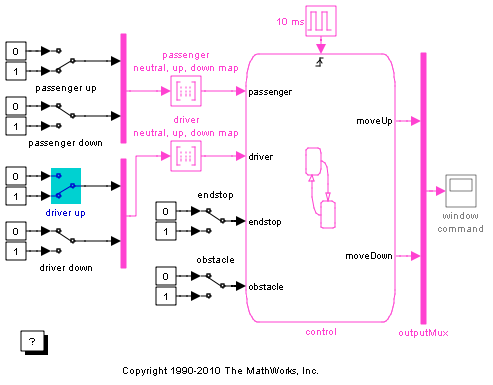 10 ms
0
1
passenger up
0
1
passenger down
passenger
neutral, up, down map
driver
neutral, up, down map
0
1
driver up
0
1
driver down
endstop
0
1
obstacle
0
1
passenger
driver
endstop
obstacle
moveUp
moveDown
control
outputMux
window
command
?
Copyright 1990-2010 The MathWorks, Inc.